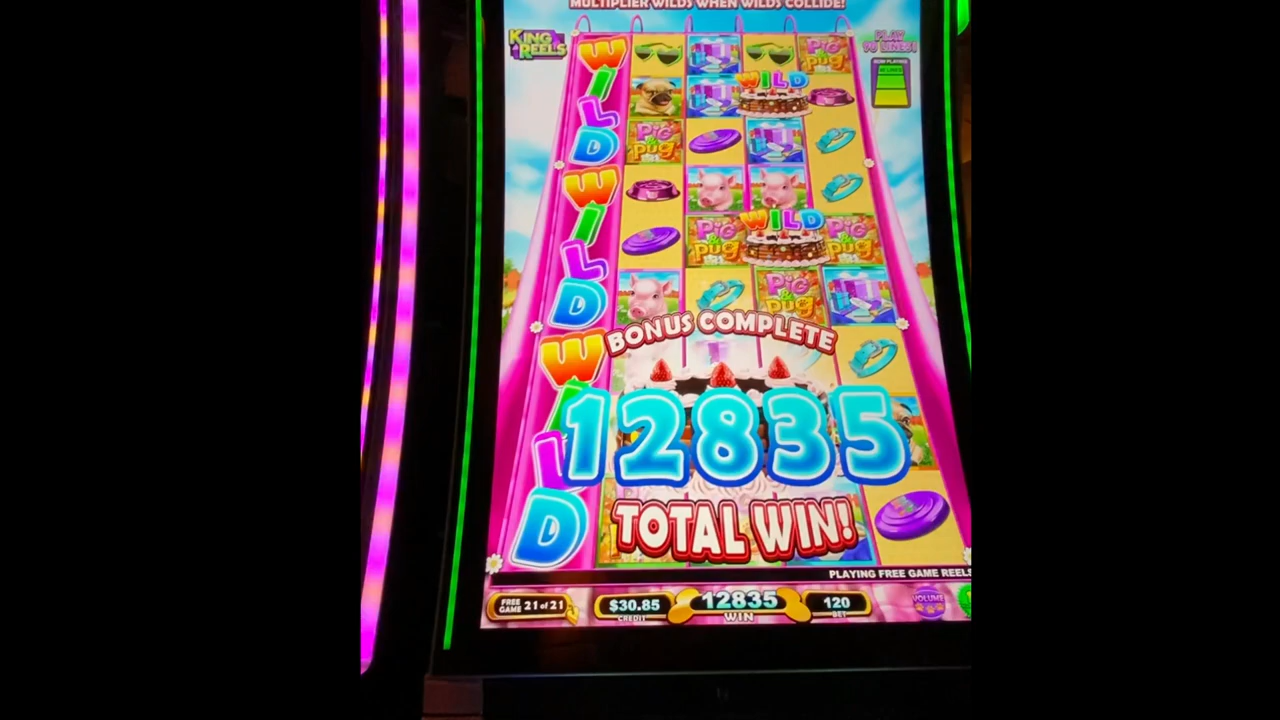 MULTIPLIER WILDS WHEN WILDS COLLIDE!
KING REELS
PLAY
90 LINES!
NOW PLAYING
WILD
WILD
WILD
PIG & PUG
WILD
PIG & PUG
PIG & PUG
WILD
PIG & PUG
PIG & PUG
BONUS COMPLETE
12835
TOTAL WIN!
PLAYING FREE GAME REELS
FREE GAME 21 of 21
$30.85
CREDIT
12835
WIN
120
BET
VOLUME